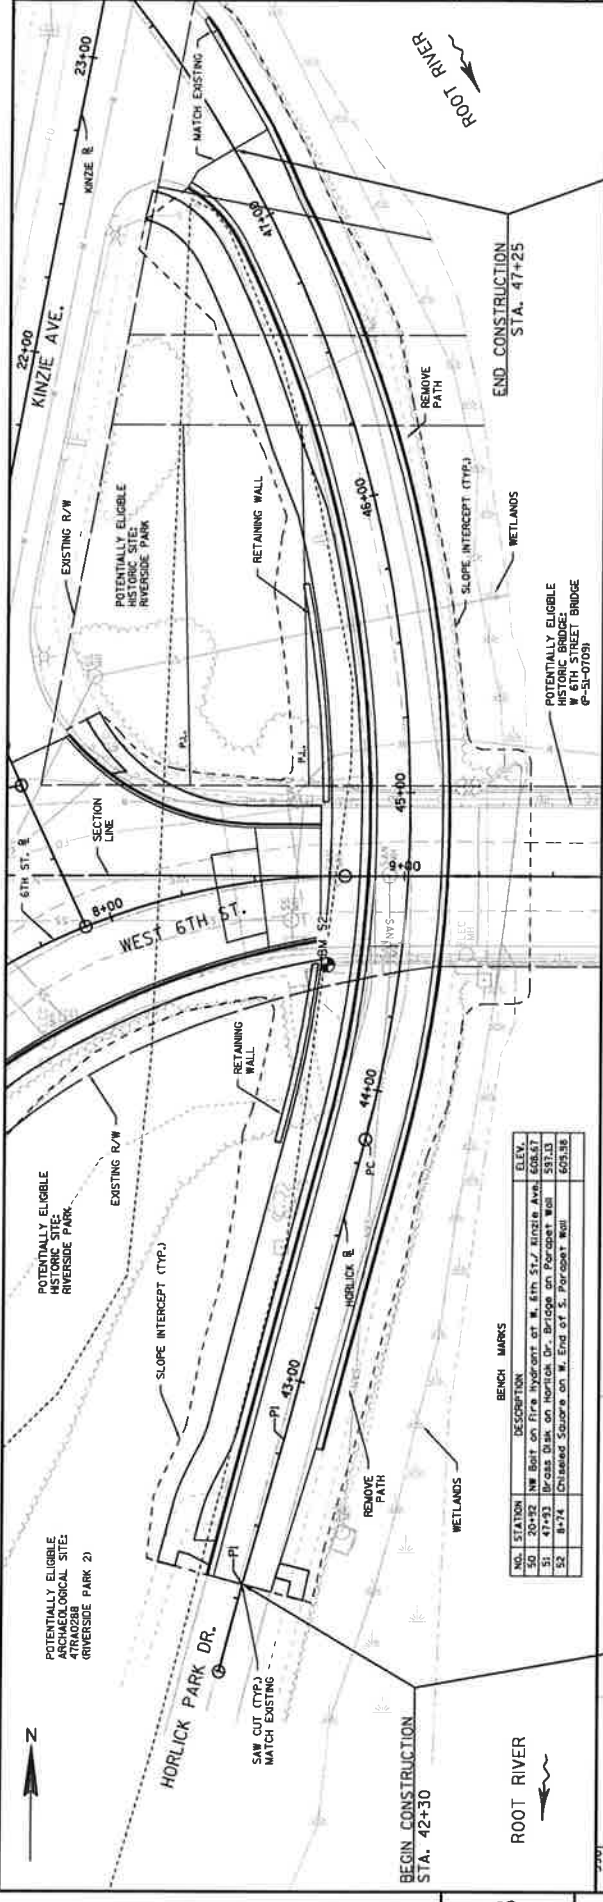 N
POTENTIALLY ELIGIBLE
ARCHAEOLOGICAL SITE:
47RA0288
(RIVERSIDE PARK 2)
HORLICK PARK DR.
SAW CUT (TYP.)
MATCH EXISTING
BEGIN CONSTRUCTION
STA. 42+30
ROOT RIVER
PI
PI
SLOPE INTERCEPT (TYP.)
POTENTIALLY ELIGIBLE
HISTORIC SITE:
RIVERSIDE PARK
EXISTING R/W
REMOVE
PATH
WETLANDS
43+00
HORLICK
PC
44+00
RETAINING
WALL
BM 52
WEST 6TH ST.
8+00
6TH ST.
SECTION
LINE
9+00
SAN
45+00
POTENTIALLY ELIGIBLE
HISTORIC BRIDGE:
W 6TH STREET BRIDGE
(P-51-0709)
P.L.
P.L.
POTENTIALLY ELIGIBLE
HISTORIC SITE:
RIVERSIDE PARK
EXISTING R/W
RETAINING WALL
46+00
SLOPE INTERCEPT (TYP.)
WETLANDS
REMOVE
PATH
KINZIE AVE.
22+00
KINZIE
23+00
MATCH EXISTING
END CONSTRUCTION
STA. 47+25
ROOT RIVER
BENCH MARKS
NO. STATION DESCRIPTION ELEV.
50 20+92 NW Bolt on Fire Hydrant at W. 6th St./ Kinzie Ave. 608.67
51 47+93 Brass Disk on Horlick Dr. Bridge on Parapet Wall 597.13
52 8+74 Chiseled Square on W. End of S. Parapet Wall 605.98